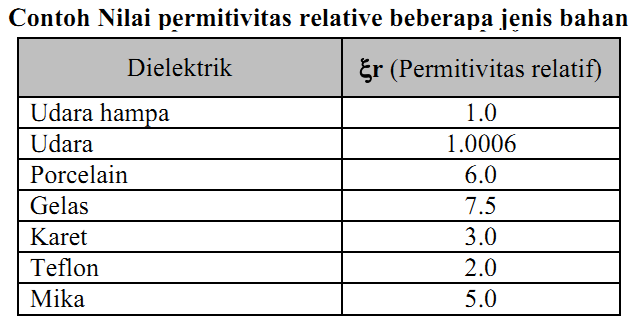 Contoh Nilai permitivitas relative beberapa jenis bahan
Dielektrik ξr (Permitivitas relatif)
Udara hampa 1.0
Udara 1.0006
Porcelain 6.0
Gelas 7.5
Karet 3.0
Teflon 2.0
Mika 5.0